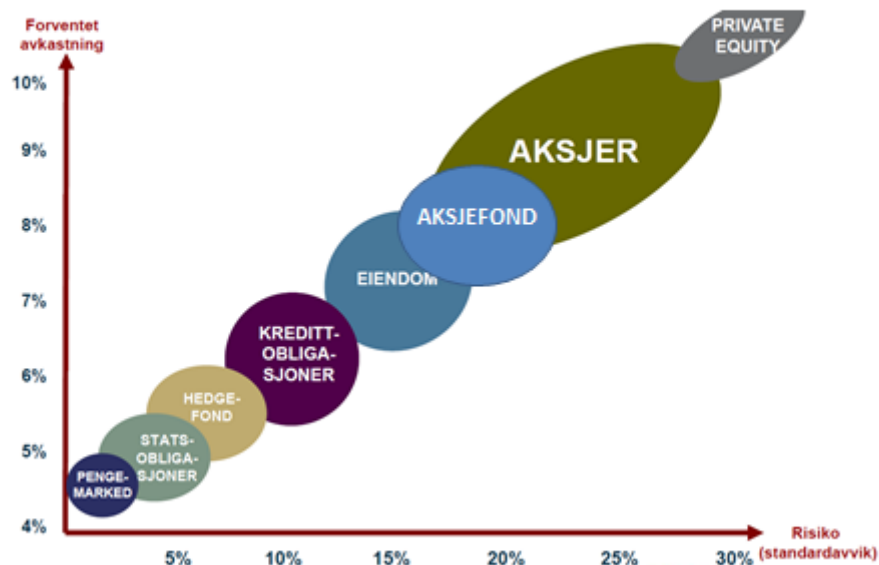 Forventet
avkastning
10%
9%
8%
7%
6%
5%
4%
PRIVATE
EQUITY
AKSJER
AKSJEFOND
EIENDOM
KREDITT-
OBLIGA-
SJONER
HEDGE-
FOND
STATS-
OBLIGA-
SJONER
PENGE-
MARKED
5%
10%
15%
20%
25%
30%
Risiko
(standardavvik)